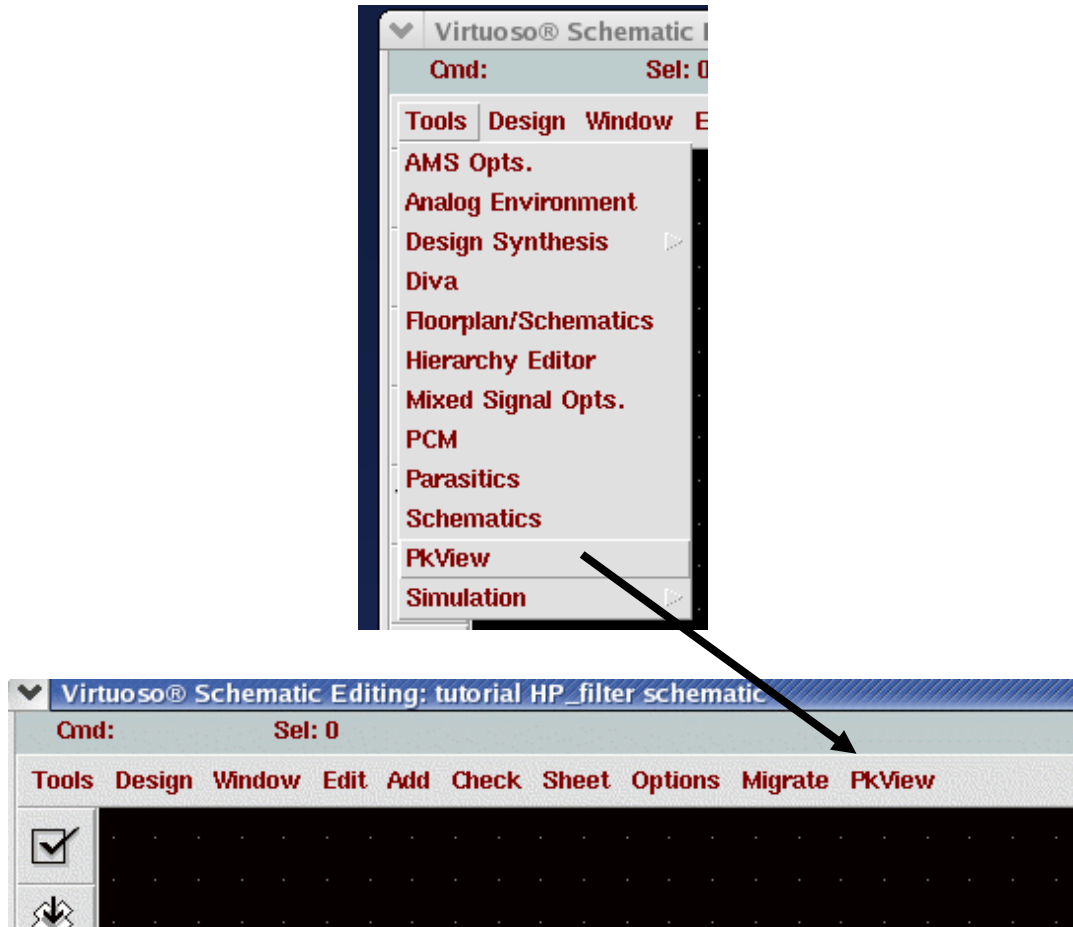 Virtuoso® Schematic
Cmd: Sel: 0
Tools Design Window E
AMS Opts.
Analog Environment
Design Synthesis
Diva
Floorplan/Schematics
Hierarchy Editor
Mixed Signal Opts.
PCM
Parasitics
Schematics
PkView
Simulation
Virtuoso® Schematic Editing: tutorial HP_filter schematic
Cmd: Sel: 0
Tools Design Window Edit Add Check Sheet Options Migrate PkView